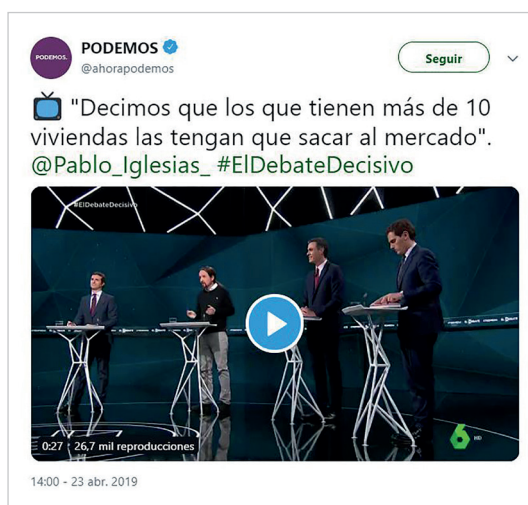 PODEMOS
PODEMOS.
@ahorapodemos
Seguir
"Decimos que los que tienen más de 10
viviendas las tengan que sacar al mercado".
@Pablo_Iglesias_ #ElDebateDecisivo
#ElDebateDecisivo
0:27 · 26,7 mil reproducciones
6 HD
14:00 - 23 abr. 2019